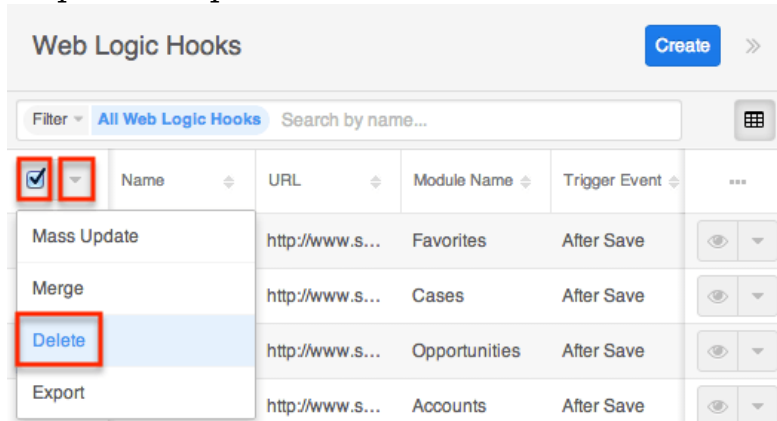 Web Logic Hooks Create
Filter All Web Logic Hooks Search by name...
Name URL Module Name Trigger Event
Mass Update http://www.s... Favorites After Save
Merge http://www.s... Cases After Save
Delete http://www.s... Opportunities After Save
Export http://www.s... Accounts After Save